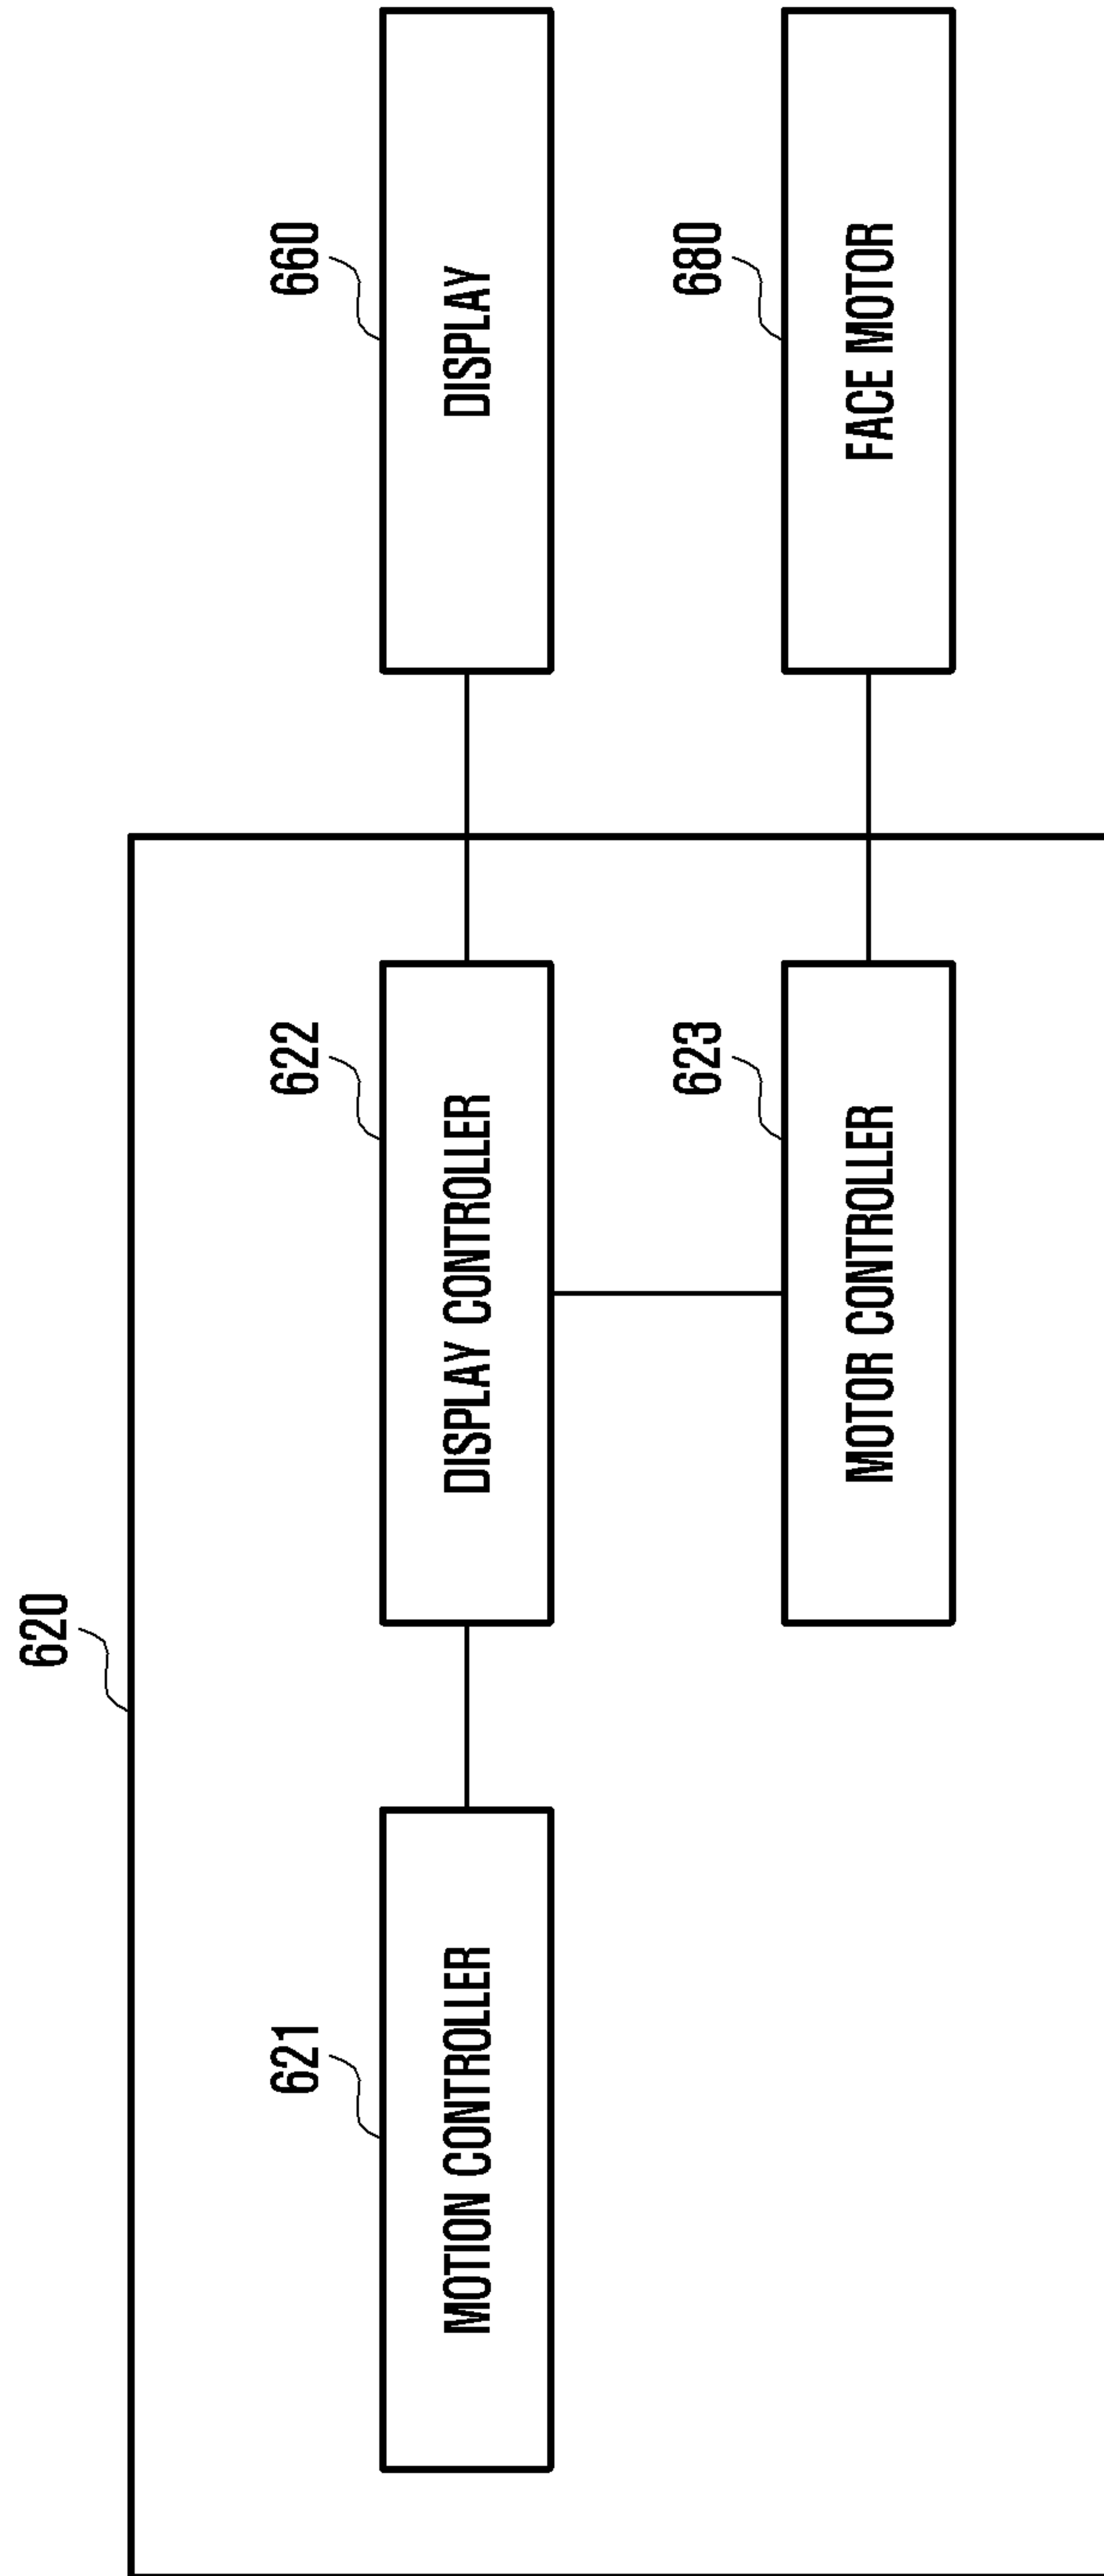 620
621
MOTION CONTROLLER
622
DISPLAY CONTROLLER
660
DISPLAY
623
MOTOR CONTROLLER
680
FACE MOTOR